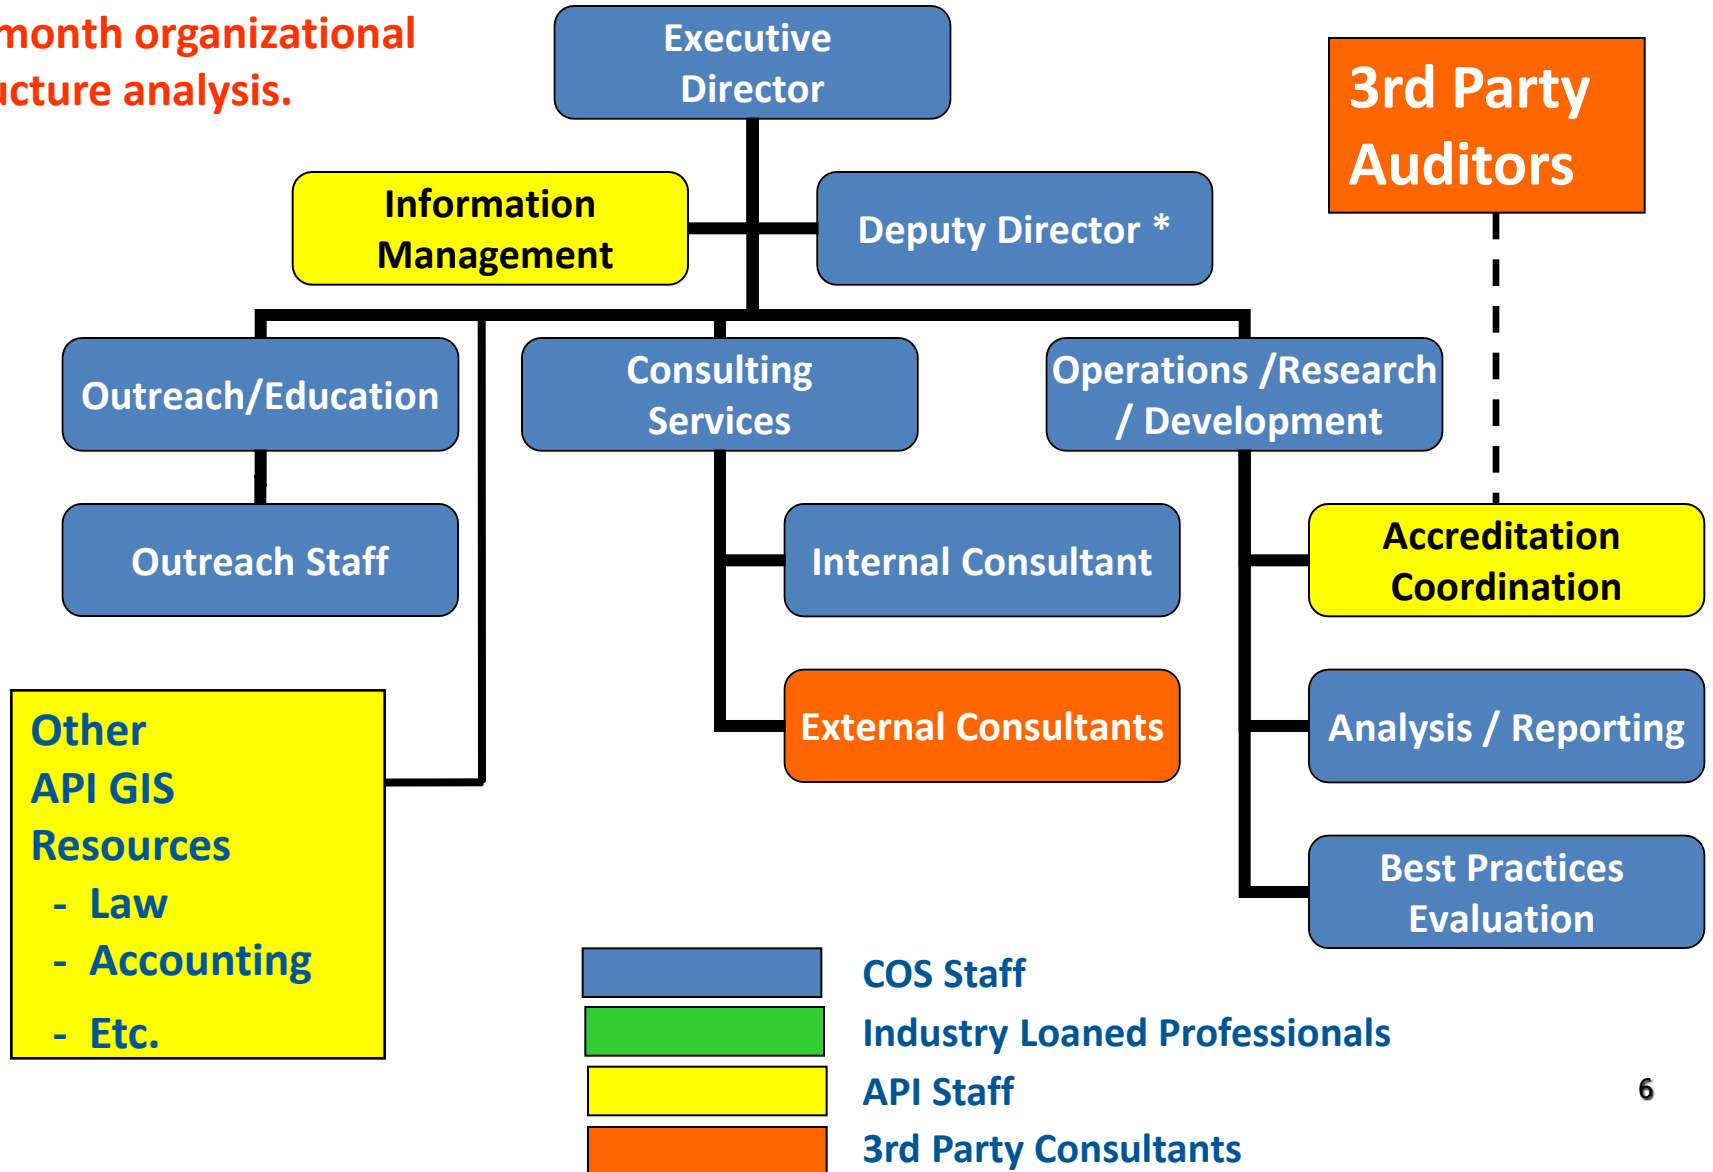 month organizational
ucture analysis.
Executive
Director
3rd Party
Auditors
Information
Management
Deputy Director *
Outreach/Education
Consulting
Services
Operations /Research
/ Development
Outreach Staff
Internal Consultant
Accreditation
Coordination
External Consultants
Analysis / Reporting
Best Practices
Evaluation
Other
API GIS
Resources
- Law
- Accounting
- Etc.
COS Staff
Industry Loaned Professionals
API Staff
3rd Party Consultants
6